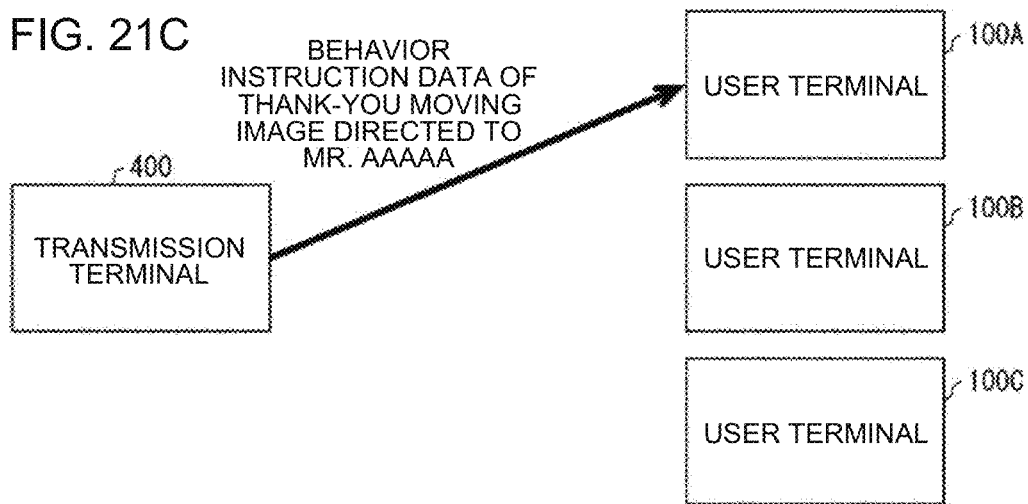 FIG. 21C
BEHAVIOR
INSTRUCTION DATA OF
THANK-YOU MOVING
IMAGE DIRECTED TO
MR. AAAAA
400
TRANSMISSION
TERMINAL
100A
USER TERMINAL
100B
USER TERMINAL
100C
USER TERMINAL